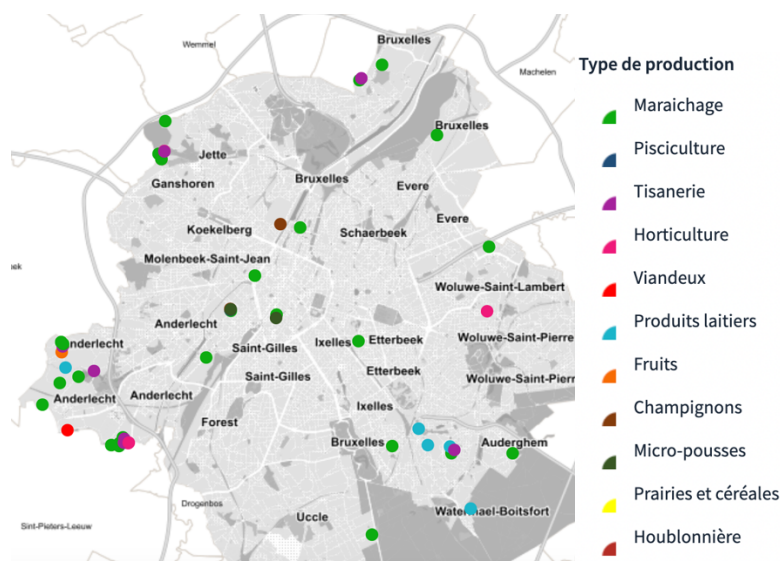 Bruxelles
Wemmel
Machelen
Bruxelles
Jette
Ganshoren
Bruxelles
Evere
Evere
Koekelberg
Schaerbeek
Molenbeek-Saint-Jean
ek
Woluwe-Saint-Lambert
Anderlecht
nderlecht
Saint-Gilles
Ixelles
Etterbeek
Woluwe-Saint-Pierre
Saint-Gilles
Etterbeek
Woluwe-Saint-Pierr
Anderlecht
Anderlecht
Ixelles
Forest
Bruxelles
Auderghem
Drogenbos
Watermael-Boitsfort
Uccle
Sint-Pieters-Leeuw
Type de production
Maraichage
Pisciculture
Tisanerie
Horticulture
Viandeux
Produits laitiers
Fruits
Champignons
Micro-pousses
Prairies et céréales
Houblonnière